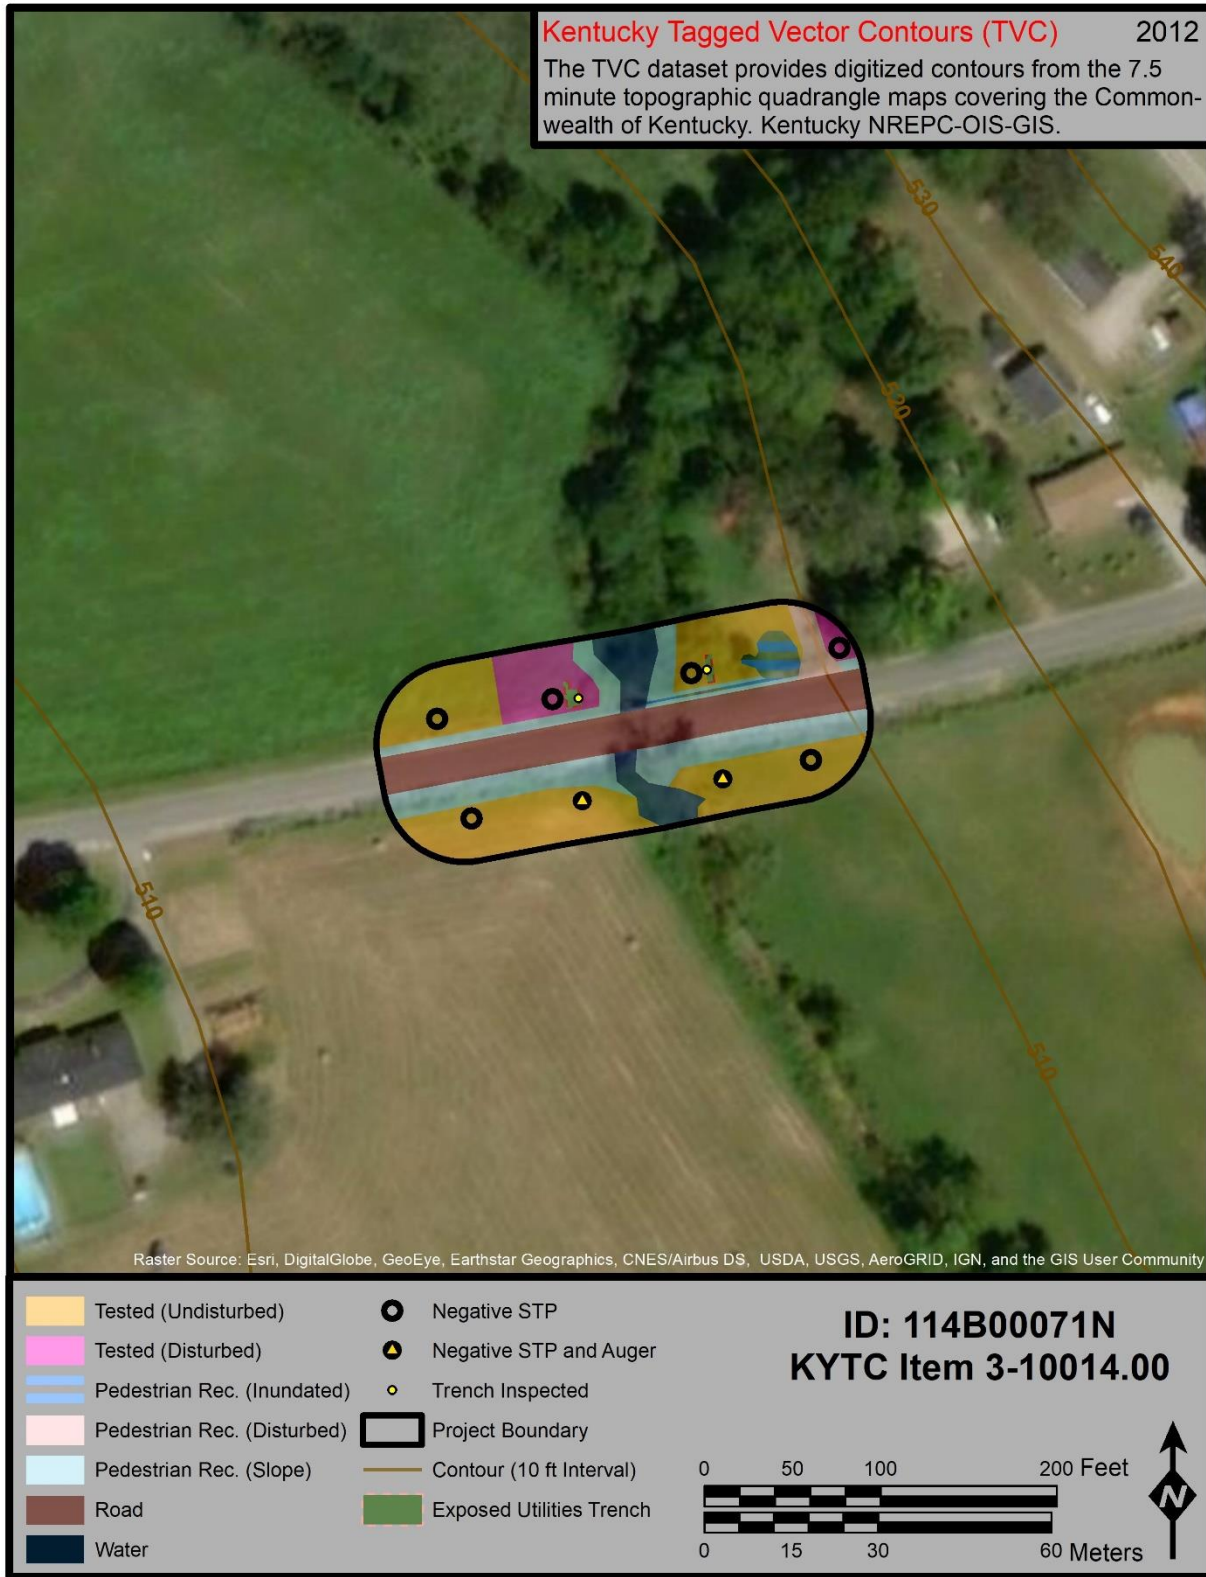 Kentucky Tagged Vector Contours (TVC) 2012
The TVC dataset provides digitized contours from the 7.5
minute topographic quadrangle maps covering the Common-
wealth of Kentucky. Kentucky NREPC-OIS-GIS.
530
540
520
510
510
Raster Source: Esri, DigitalGlobe, GeoEye, Earthstar Geographics, CNES/Airbus DS, USDA, USGS, AeroGRID, IGN, and the GIS User Community
Tested (Undisturbed)
Tested (Disturbed)
Pedestrian Rec. (Inundated)
Pedestrian Rec. (Disturbed)
Pedestrian Rec. (Slope)
Road
Water
Negative STP
Negative STP and Auger
Trench Inspected
Project Boundary
Contour (10 ft Interval)
Exposed Utilities Trench
ID: 114B00071N
KYTC Item 3-10014.00
0 50 100 200 Feet
0 15 30 60 Meters
N